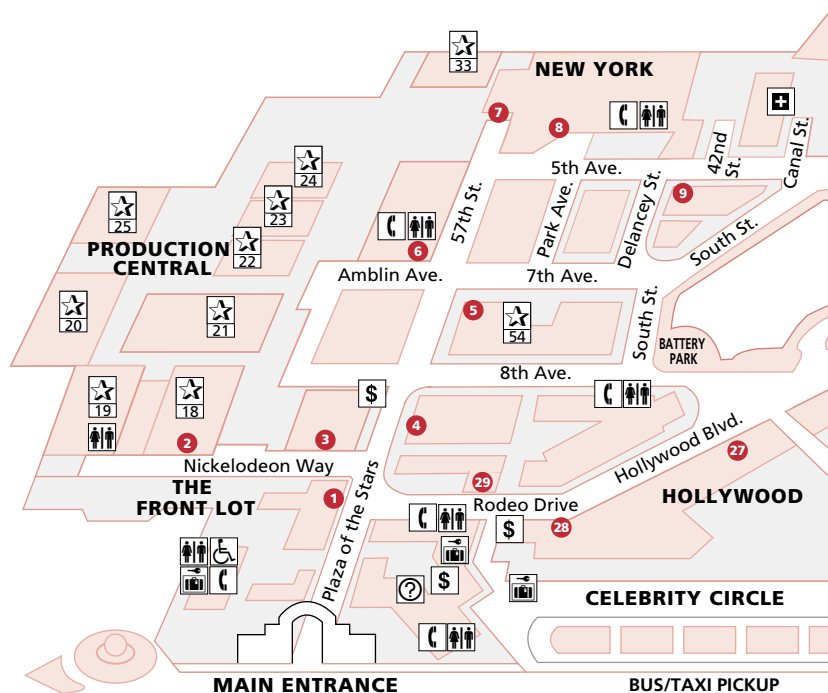 33
NEW YORK
7
8
42nd
St.
Canal St.
5th Ave.
24
23
25
22
PRODUCTION
CENTRAL
57th St.
Park Ave.
Delancey St.
9
South St.
6
Amblin Ave.
7th Ave.
20
21
5
54
South St.
BATTERY
PARK
8th Ave.
19
18
$
2
3
4
Nickelodeon Way
Hollywood Blvd.
27
THE
FRONT LOT
1
Plaza of the Stars
29
Rodeo Drive
HOLLYWOOD
$
28
?
$
CELEBRITY CIRCLE
MAIN ENTRANCE
BUS/TAXI PICKUP